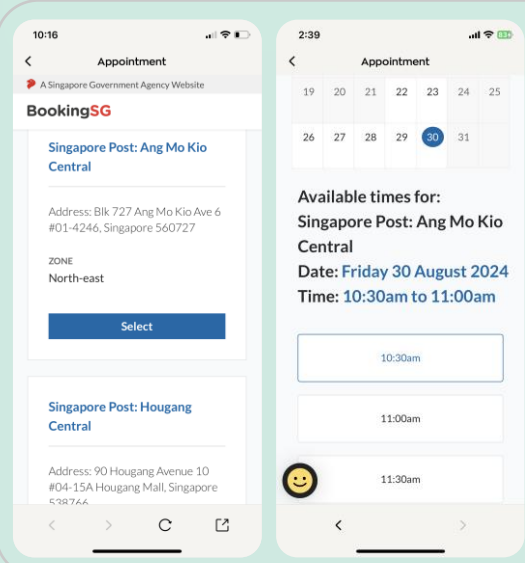 10:16
Appointment
A Singapore Government Agency Website
BookingSG
Singapore Post: Ang Mo Kio
Central
Address: Blk 727 Ang Mo Kio Ave 6
#01-4246, Singapore 560727
ZONE
North-east
Select
Singapore Post: Hougang
Central
Address: 90 Hougang Avenue 10
#04-15A Hougang Mall, Singapore
538766
2:39
Appointment
19 20 21 22 23 24 25
26 27 28 29 30 31
Available times for:
Singapore Post: Ang Mo Kio
Central
Date: Friday 30 August 2024
Time: 10:30am to 11:00am
10:30am
11:00am
11:30am